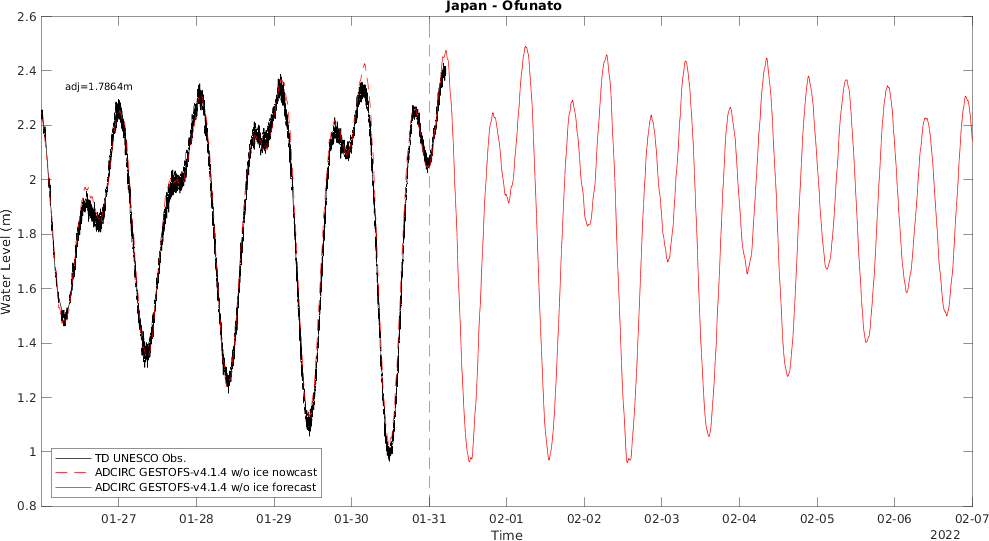 Japan - Ofunato
2.6
2.4
2.2
2
1.8
1.6
1.4
1.2
1
0.8
Water Level (m)
adj=1.7864m
TD UNESCO Obs.
ADCIRC GESTOFS-v4.1.4 w/o ice nowcast
ADCIRC GESTOFS-v4.1.4 w/o ice forecast
01-27 01-28 01-29 01-30 01-31 02-01 02-02 02-03 02-04 02-05 02-06 02-07
Time
2022